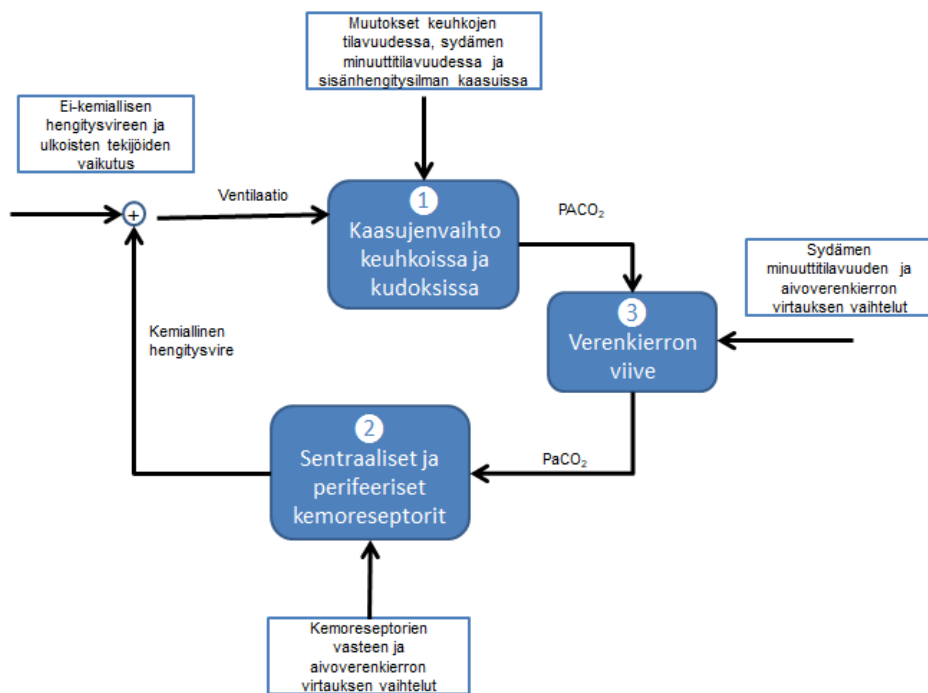 Muutokset keuhkojen
tilavuudessa, sydämen
minuuttitilavuudessa ja
sisänhengitysilman kaasuissa
Ei-kemiallisen
hengitysvireen ja
ulkoisten tekijöiden
vaikutus
+
Ventilaatio
1
Kaasujenvaihto
keuhkoissa ja
kudoksissa
PACO₂
Sydämen
minuuttitilavuuden ja
aivoverenkierron
virtauksen vaihtelut
3
Verenkierron
viive
Kemiallinen
hengitysvire
2
Sentraaliset ja
perifeeriset
kemoreseptorit
PaCO₂
Kemoreseptorien
vasteen ja
aivoverenkierron
virtauksen vaihtelut